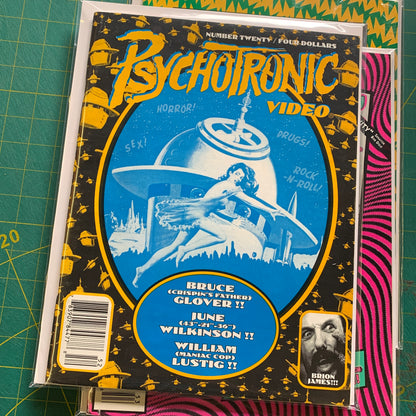 NUMBER TWENTY / FOUR DOLLARS
PSYCHOTRONIC
VIDEO
HORROR!
SEX!
DRUGS!
ROCK
-N-ROLL!
BRUCE
(CRISPIN'S FATHER)
GLOVER !!
JUNE
(43"-21"-36")
WILKINSON !!
WILLIAM
(MANIAC COP)
LUSTIG !!
BRION
JAMES!!!
20